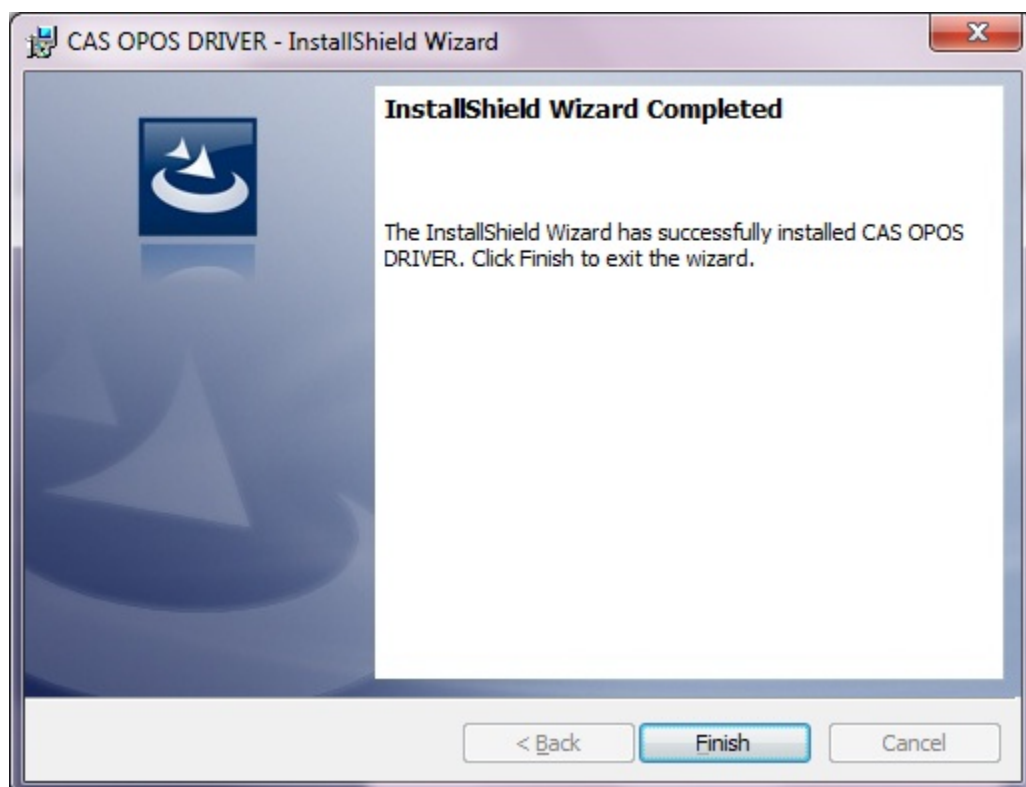 CAS OPOS DRIVER - InstallShield Wizard
InstallShield Wizard Completed
The InstallShield Wizard has successfully installed CAS OPOS
DRIVER. Click Finish to exit the wizard.
< Back
Finish
Cancel